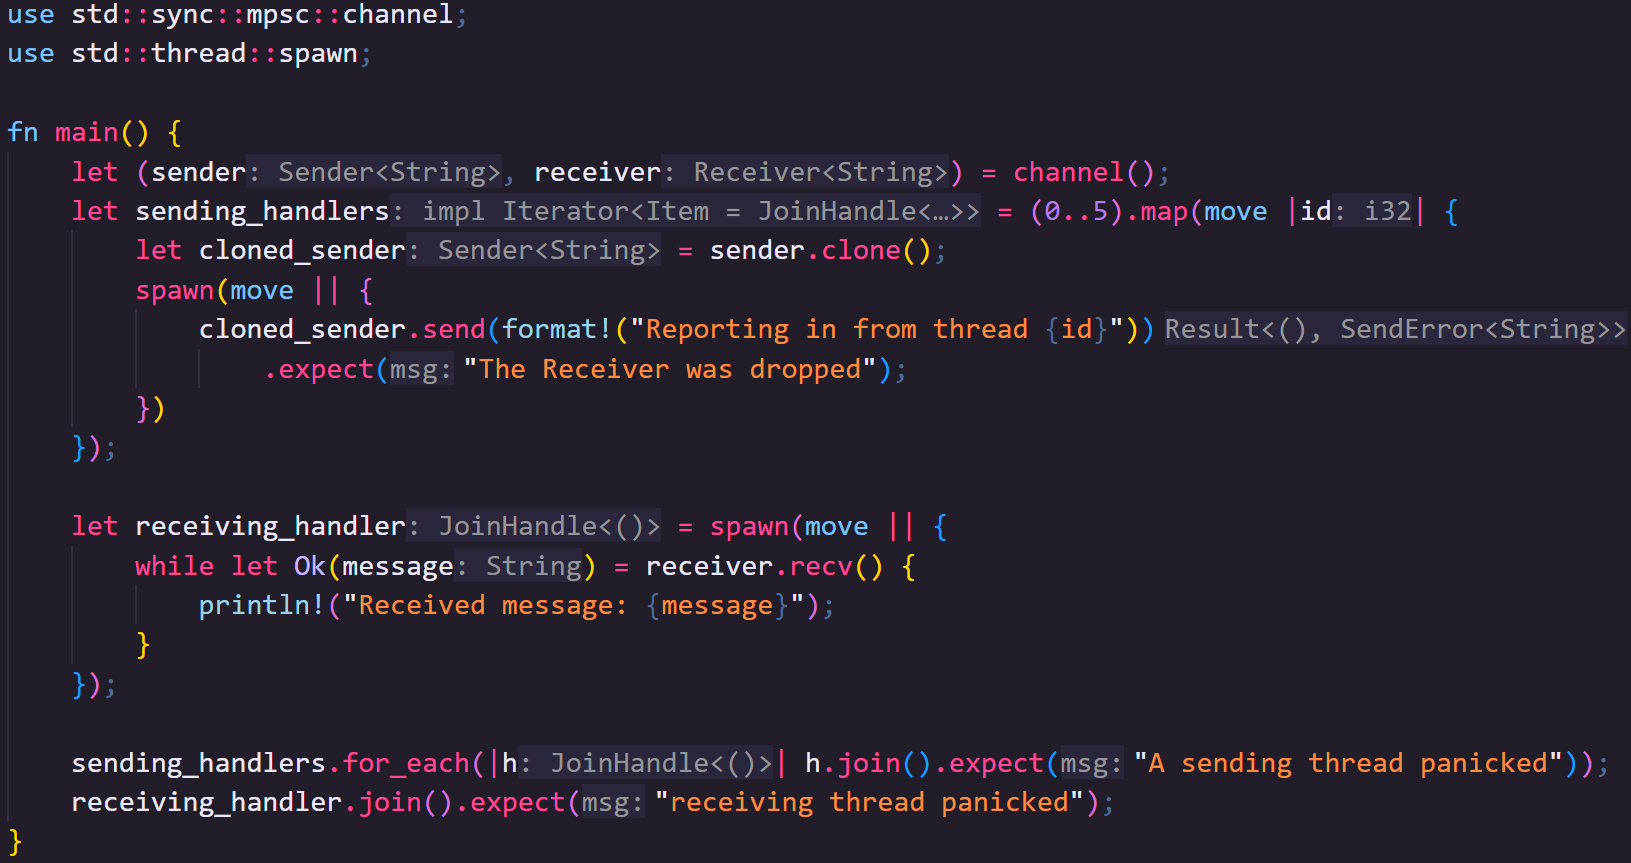 use std::sync::mpsc::channel;
use std::thread::spawn;

fn main() {
    let (sender: Sender<String>, receiver: Receiver<String>) = channel();
    let sending_handlers: impl Iterator<Item = JoinHandle<…>> = (0..5).map(move |id: i32| {
        let cloned_sender: Sender<String> = sender.clone();
        spawn(move || {
            cloned_sender.send(format!("Reporting in from thread {id}")) Result<(), SendError<String>>
                .expect(msg: "The Receiver was dropped");
        })
    });

    let receiving_handler: JoinHandle<()> = spawn(move || {
        while let Ok(message: String) = receiver.recv() {
            println!("Received message: {message}");
        }
    });

    sending_handlers.for_each(|h: JoinHandle<()>| h.join().expect(msg: "A sending thread panicked"));
    receiving_handler.join().expect(msg: "receiving thread panicked");
}